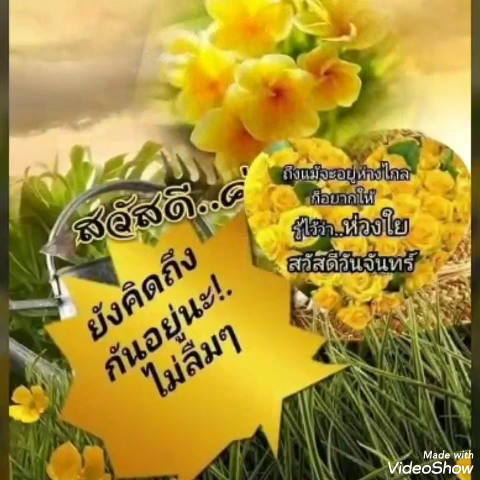 สวัสดี..ค่
ถึงแม้จะอยู่ห่างไกล
ก็อยากให้
รู้ไว้ว่า..ห่วงใย
สวัสดีวันจันทร์
ยังคิดถึง
กันอยู่นะ!.
ไม่ลืมๆ
Made with
VideoShow